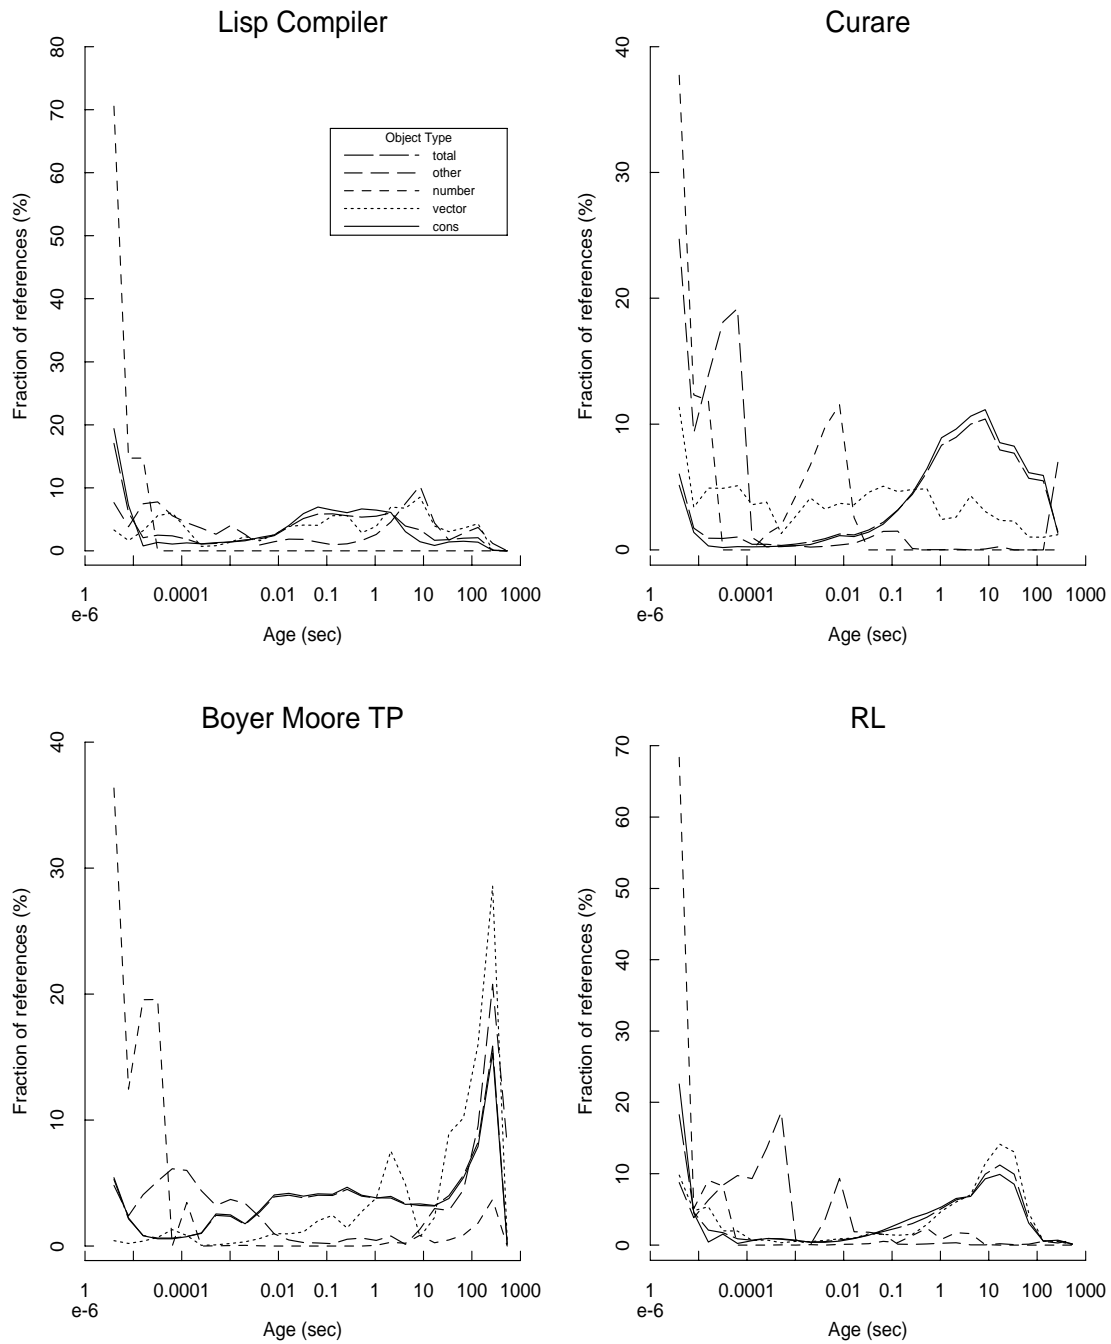 Lisp Compiler
80
70
60
50
40
30
20
10
0
Fraction of references (%)
Object Type
total
other
number
vector
cons
1 0.0001 0.01 0.1 1 10 100 1000
e-6
Age (sec)
Curare
40
30
20
10
0
Fraction of references (%)
1 0.0001 0.01 0.1 1 10 100 1000
e-6
Age (sec)
Boyer Moore TP
40
30
20
10
0
Fraction of references (%)
1 0.0001 0.01 0.1 1 10 100 1000
e-6
Age (sec)
RL
70
60
50
40
30
20
10
0
Fraction of references (%)
1 0.0001 0.01 0.1 1 10 100 1000
e-6
Age (sec)